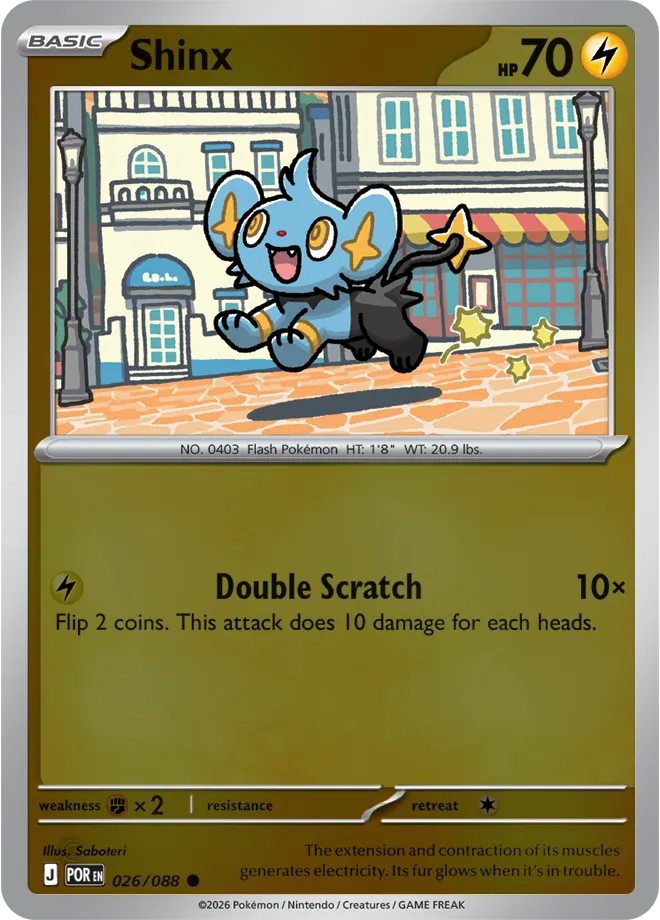 BASIC
Shinx
HP 70
NO. 0403 Flash Pokémon HT: 1'8" WT: 20.9 lbs.
Double Scratch 10×
Flip 2 coins. This attack does 10 damage for each heads.
weakness ×2 resistance retreat
Illus. Saboteri
The extension and contraction of its muscles
generates electricity. Its fur glows when it's in trouble.
J POR EN 026/088
©2026 Pokémon / Nintendo / Creatures / GAME FREAK